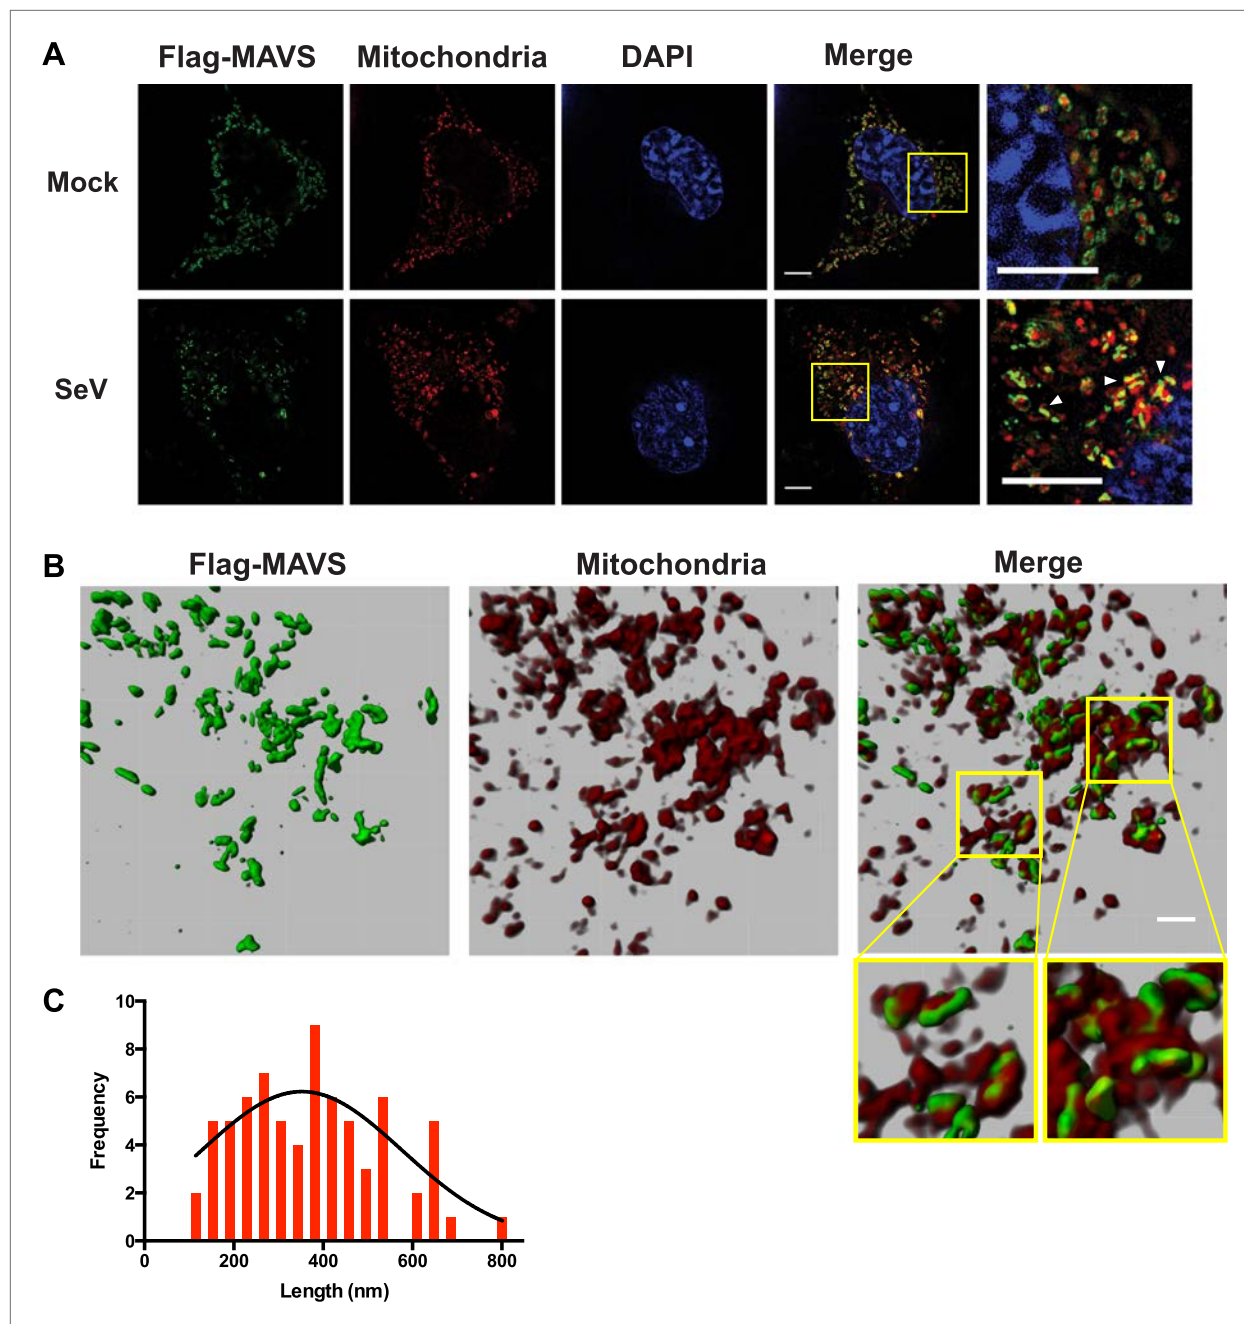 A
Flag-MAVS Mitochondria DAPI Merge
Mock
SeV
B
Flag-MAVS Mitochondria Merge
C
10
8
6
4
2
0
Frequency
0 200 400 600 800
Length (nm)